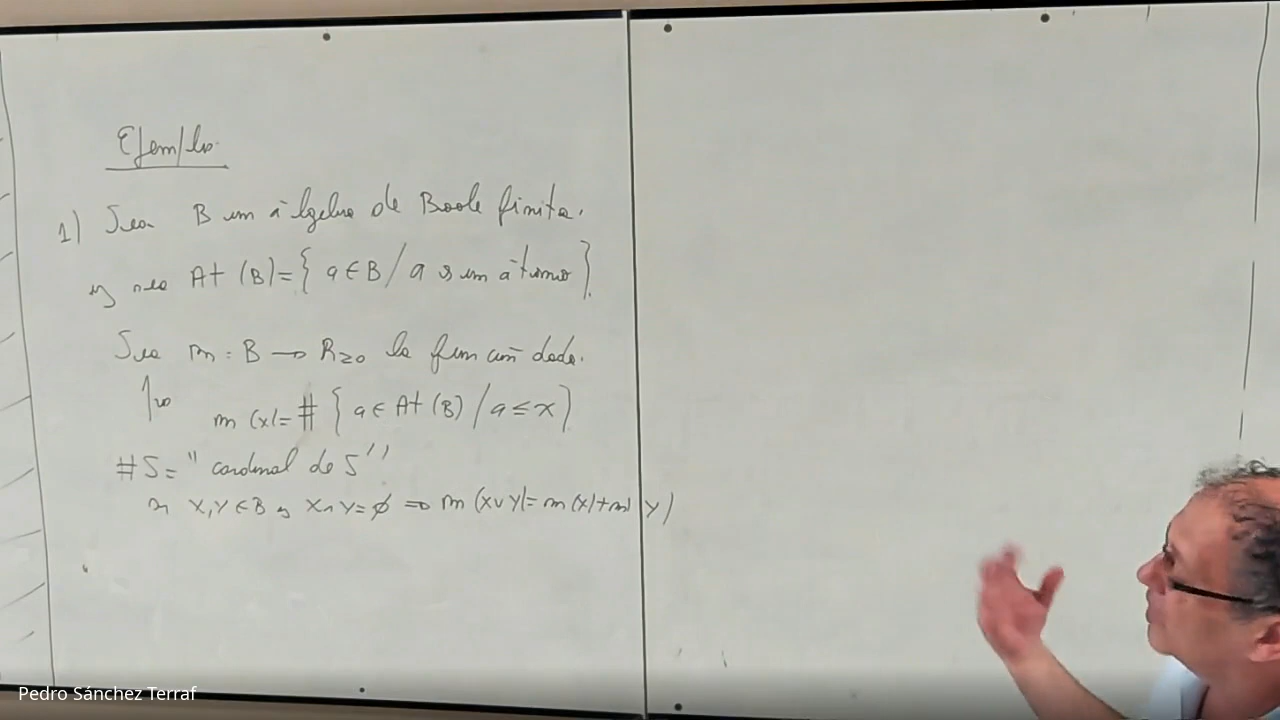 Ejemplo.
1) Sea B un álgebra de Boole finita.
y sea At (B) = { a ∈ B / a es un átomo }.
Sea m : B → R≥0 la función dada.
por
m (x) = # { a ∈ At (B) / a ≤ x }
#S = "cardinal de S"
si x, y ∈ B y x ∧ y = ∅ ⇒ m (x ∨ y) = m (x) + m (y)
Pedro Sánchez Terraf